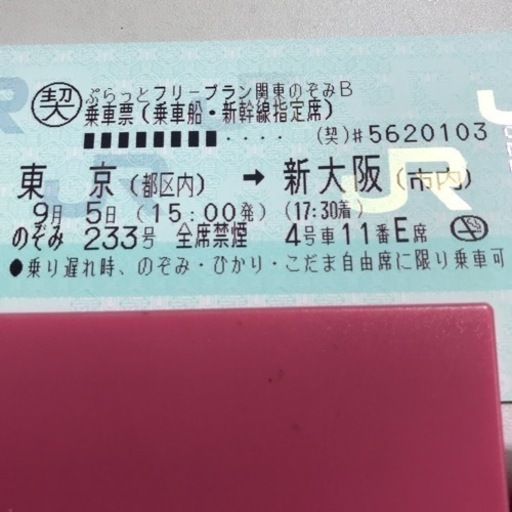 契 ぷらっとフリープラン関東のぞみB
乗車票(乗車船・新幹線指定席)
■■■■■■■■・・・・ (契)#5620103
東京(都区内) → 新大阪(市内)
9月5日(15:00発)(17:30着)
のぞみ 233号 全席禁煙 4号車11番E席
●乗り遅れ時、のぞみ・ひかり・こだま自由席に限り乗車可